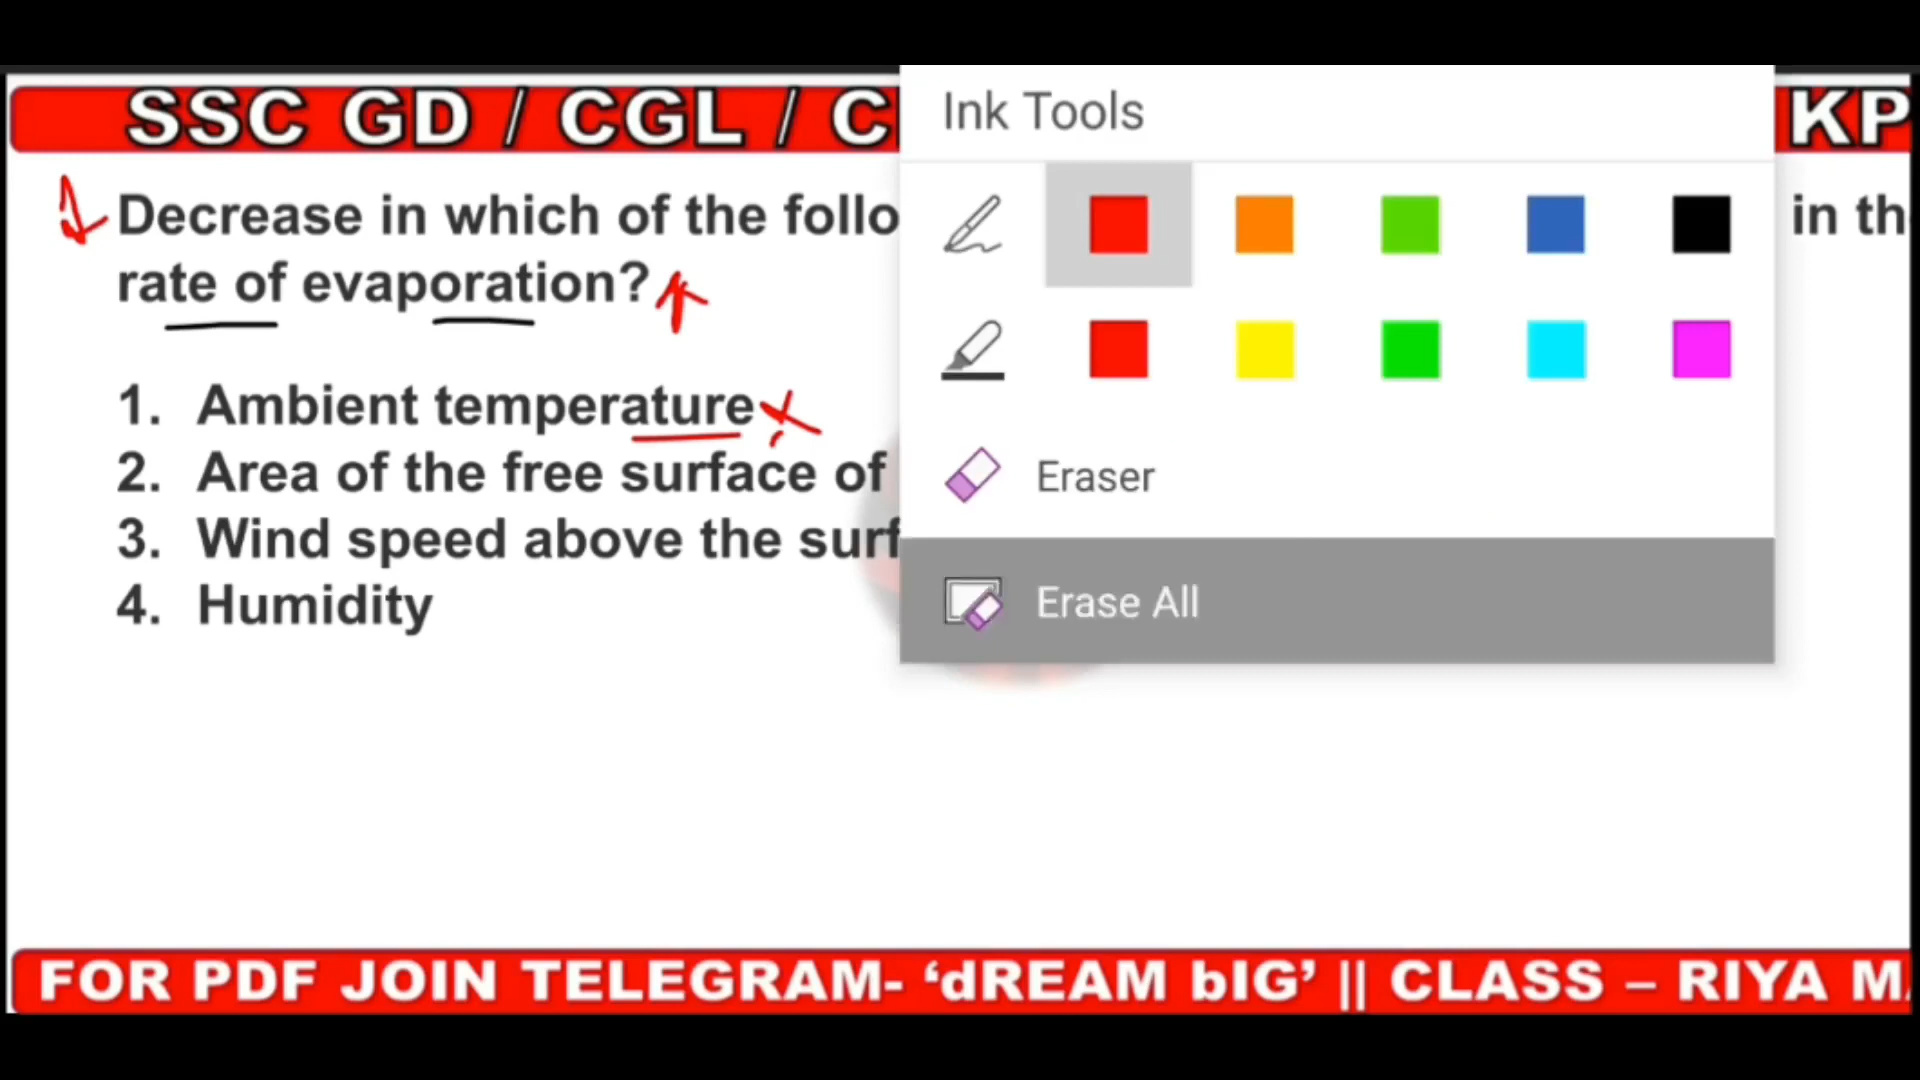 SSC GD / CGL / C KP
Ink Tools
Decrease in which of the follo in th
rate of evaporation?
1. Ambient temperature
2. Area of the free surface of
3. Wind speed above the surf
4. Humidity
Eraser
Erase All
FOR PDF JOIN TELEGRAM- ‘dREAM bIG’ || CLASS – RIYA M